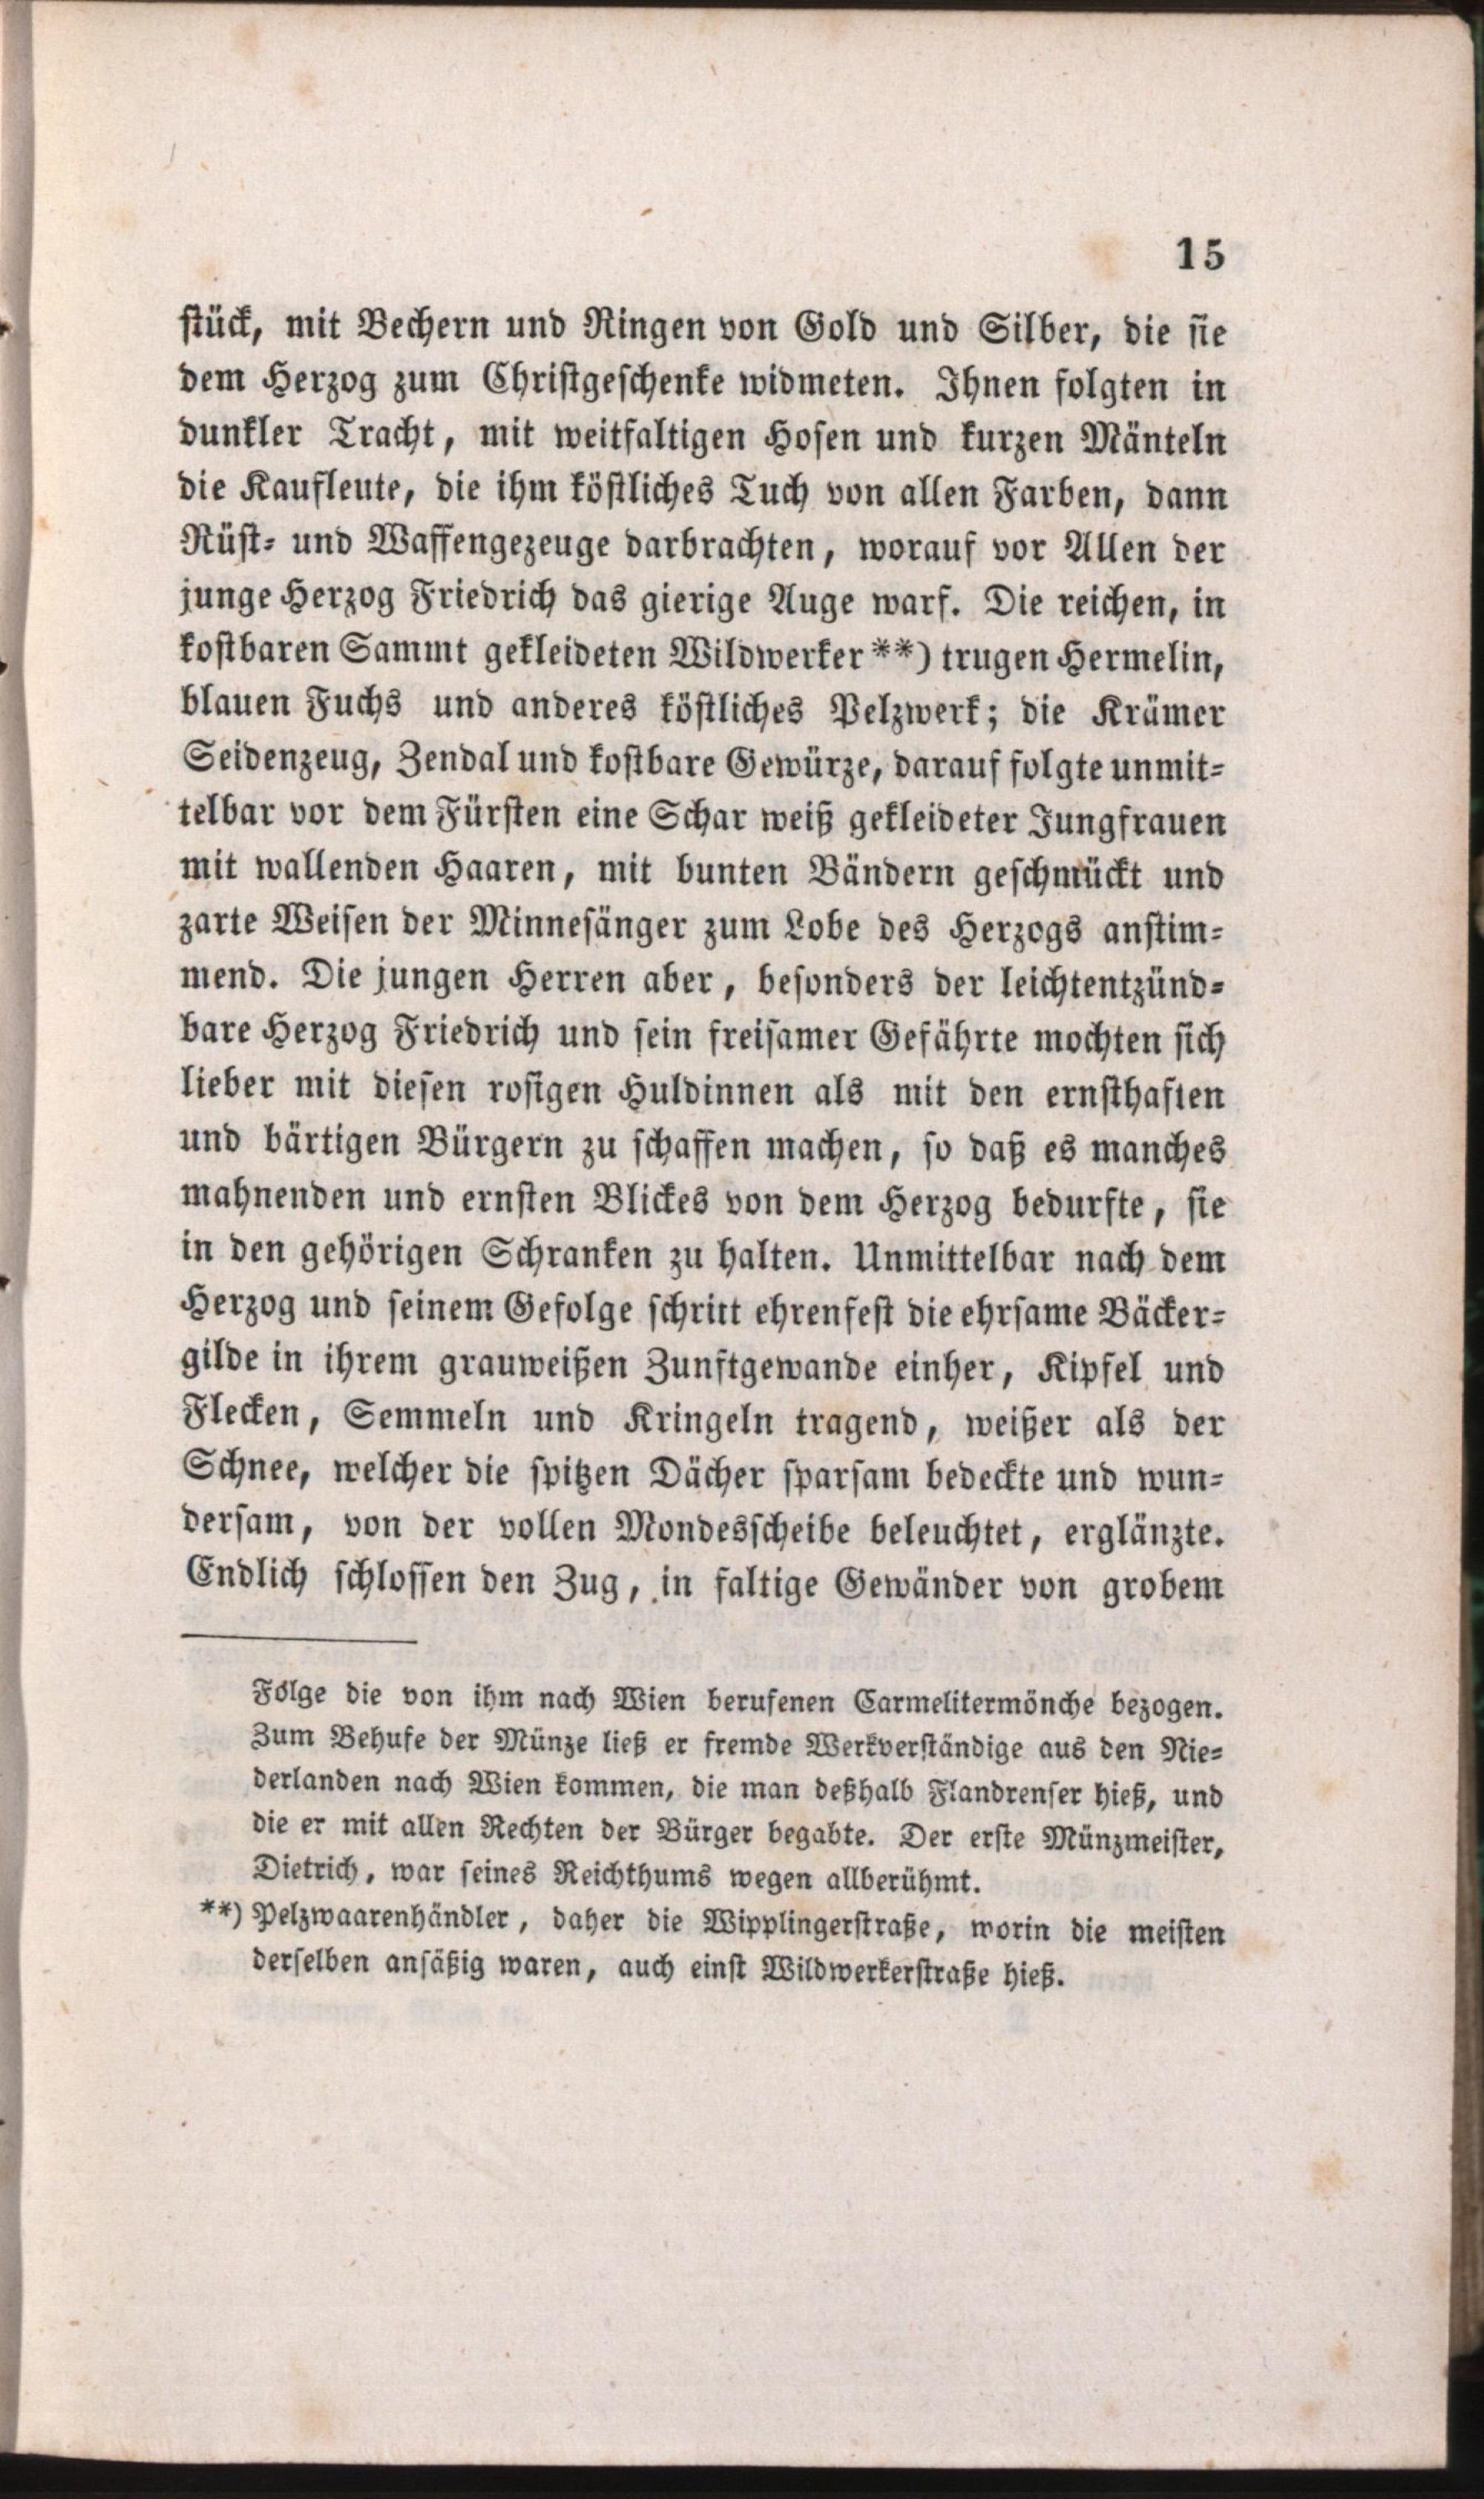 15
stück, mit Bechern und Ringen von Gold und Silber, die sie
dem Herzog zum Christgeschenke widmeten. Ihnen folgten in
dunkler Tracht, mit weitfaltigen Hosen und kurzen Mänteln
die Kaufleute, die ihm köstliches Tuch von allen Farben, dann
Rüst- und Waffengezeuge darbrachten, worauf vor Allen der
junge Herzog Friedrich das gierige Auge warf. Die reichen, in
kostbaren Sammt gekleideten Wildwerker **) trugen Hermelin,
blauen Fuchs und anderes köstliches Pelzwerk; die Krämer
Seidenzeug, Zendal und kostbare Gewürze, darauf folgte unmit-
telbar vor dem Fürsten eine Schar weiß gekleideter Jungfrauen
mit wallenden Haaren, mit bunten Bändern geschmückt und
zarte Weisen der Minnesänger zum Lobe des Herzogs anstim-
mend. Die jungen Herren aber, besonders der leichtentzünd-
bare Herzog Friedrich und sein freisamer Gefährte mochten sich
lieber mit diesen rosigen Huldinnen als mit den ernsthaften
und bärtigen Bürgern zu schaffen machen, so daß es manches
mahnenden und ernsten Blickes von dem Herzog bedurfte, sie
in den gehörigen Schranken zu halten. Unmittelbar nach dem
Herzog und seinem Gefolge schritt ehrenfest die ehrsame Bäcker-
gilde in ihrem grauweißen Zunftgewande einher, Kipfel und
Flecken, Semmeln und Kringeln tragend, weißer als der
Schnee, welcher die spitzen Dächer sparsam bedeckte und wun-
dersam, von der vollen Mondesscheibe beleuchtet, erglänzte.
Endlich schlossen den Zug, in faltige Gewänder von grobem
Folge die von ihm nach Wien berufenen Carmelitermönche bezogen.
Zum Behufe der Münze ließ er fremde Werkverständige aus den Nie-
derlanden nach Wien kommen, die man deßhalb Flandrenser hieß, und
die er mit allen Rechten der Bürger begabte. Der erste Münzmeister,
Dietrich, war seines Reichthums wegen allberühmt.
**) Pelzwaarenhändler, daher die Wipplingerstraße, worin die meisten
derselben ansäßig waren, auch einst Wildwerkerstraße hieß.